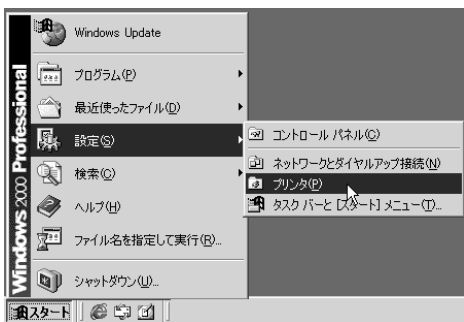 Windows 2000 Professional
Windows Update
プログラム(P)
最近使ったファイル(D)
設定(S)
検索(C)
ヘルプ(H)
ファイル名を指定して実行(R)...
シャットダウン(U)...
コントロール パネル(C)
ネットワークとダイヤルアップ接続(N)
プリンタ(P)
タスク バーと [スタート] メニュー(T)...
スタート